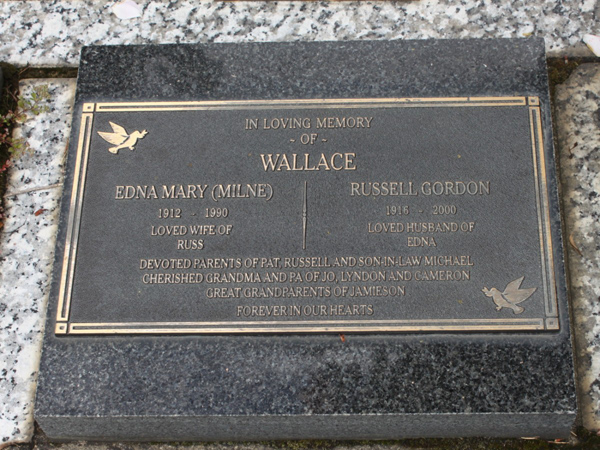 IN LOVING MEMORY
~ OF ~
WALLACE
EDNA MARY (MILNE)
1912 - 1990
LOVED WIFE OF
RUSS
RUSSELL GORDON
1916 - 2000
LOVED HUSBAND OF
EDNA
DEVOTED PARENTS OF PAT, RUSSELL AND SON-IN-LAW MICHAEL
CHERISHED GRANDMA AND PA OF JO, LYNDON AND CAMERON
GREAT GRANDPARENTS OF JAMIESON
FOREVER IN OUR HEARTS